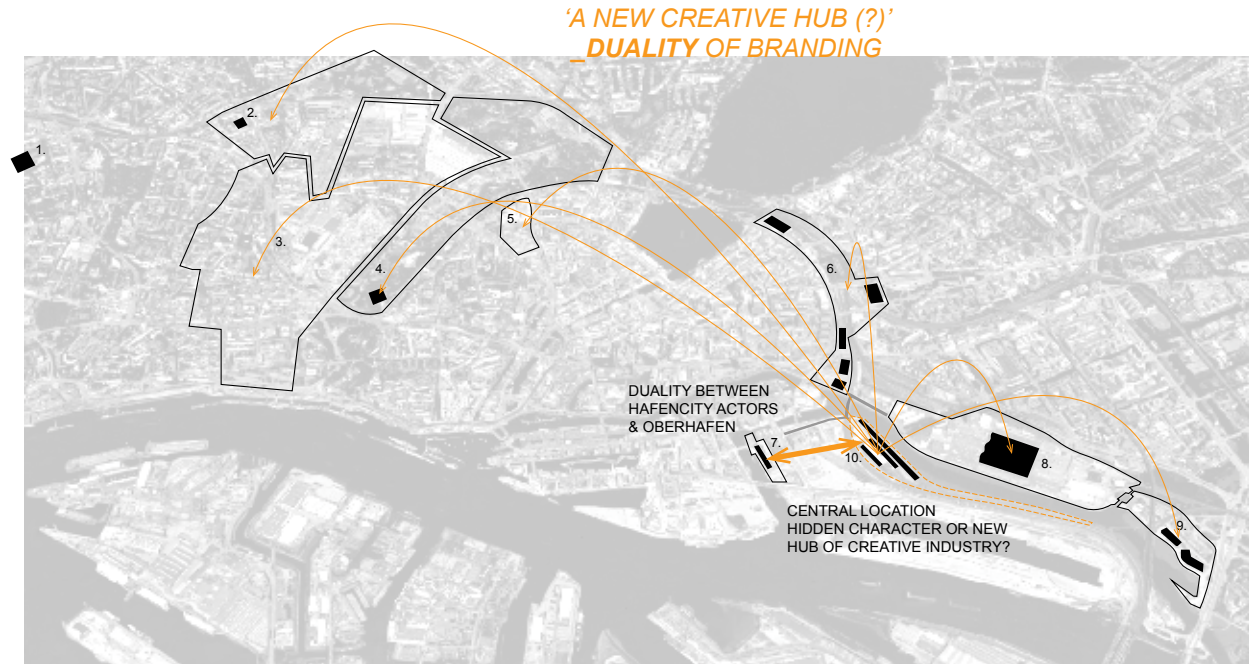 ‘A NEW CREATIVE HUB (?)’
_DUALITY OF BRANDING
1.
2.
3.
4.
5.
6.
DUALITY BETWEEN
HAFENCITY ACTORS
& OBERHAFEN
7.
10.
8.
CENTRAL LOCATION
HIDDEN CHARACTER OR NEW
HUB OF CREATIVE INDUSTRY?
9.